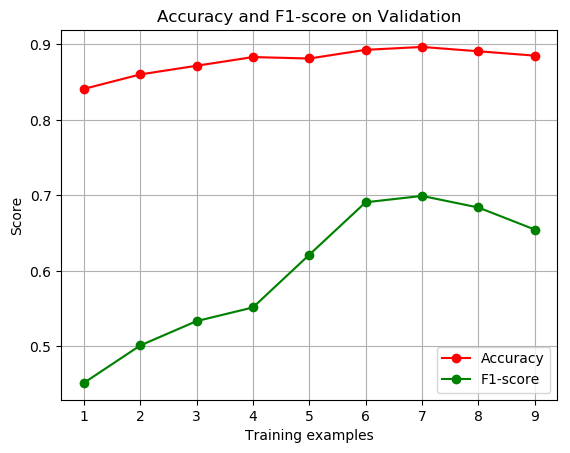 Accuracy and F1-score on Validation
0.9
0.8
0.7
0.6
0.5
Score
1 2 3 4 5 6 7 8 9
Training examples
Accuracy
F1-score